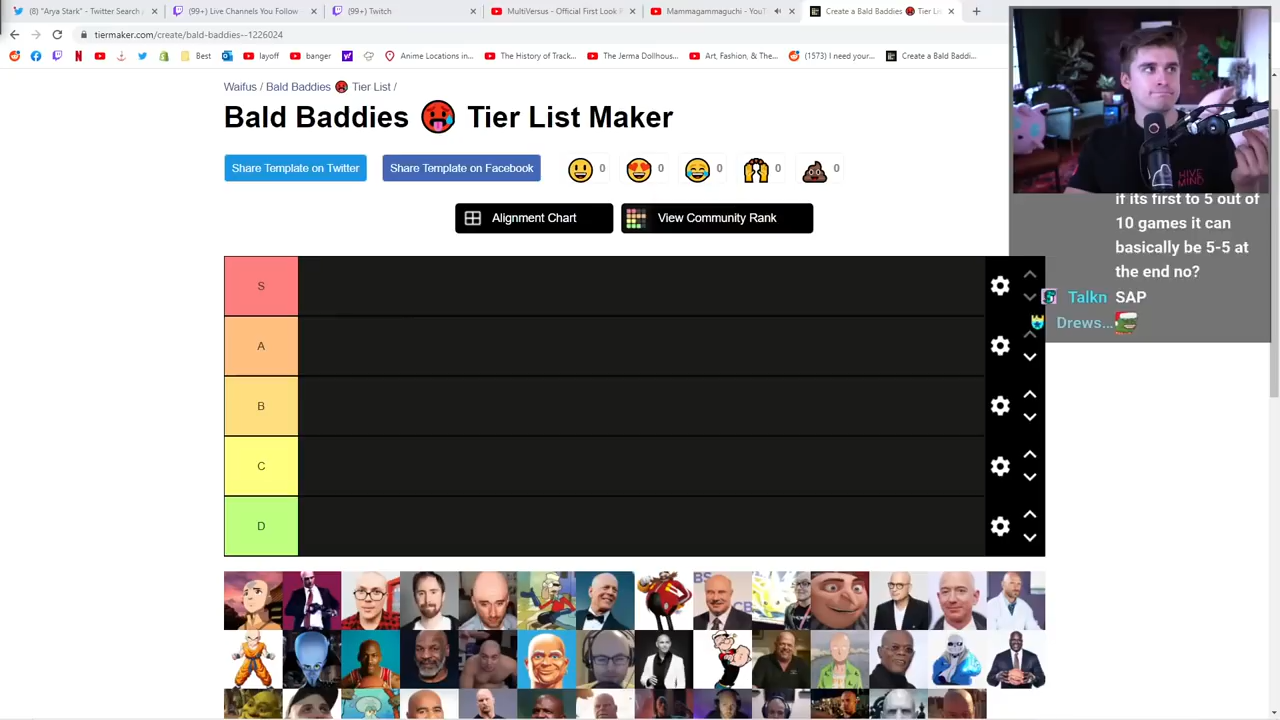 (8) "Arya Stark" - Twitter Search
(99+) Live Channels You Follow
(99+) Twitch
MultiVersus - Official First Look F
Mammagammaguchi - YouT
Create a Bald Baddies 🥵 Tier Lis
tiermaker.com/create/bald-baddies--1226024
Best
layoff
banger
Anime Locations in...
The History of Track...
The Jerma Dollhous...
Art, Fashion, & The...
(1573) I need your...
Create a Bald Baddi...
Waifus / Bald Baddies 🥵 Tier List /
Bald Baddies 🥵 Tier List Maker
Share Template on Twitter
Share Template on Facebook
😃 0
😍 0
😂 0
🙌 0
💩 0
Alignment Chart
View Community Rank
HIVE
MIND
if its first to 5 out of
10 games it can
basically be 5-5 at
the end no?
Talkn SAP
Drews...
S
A
B
C
D